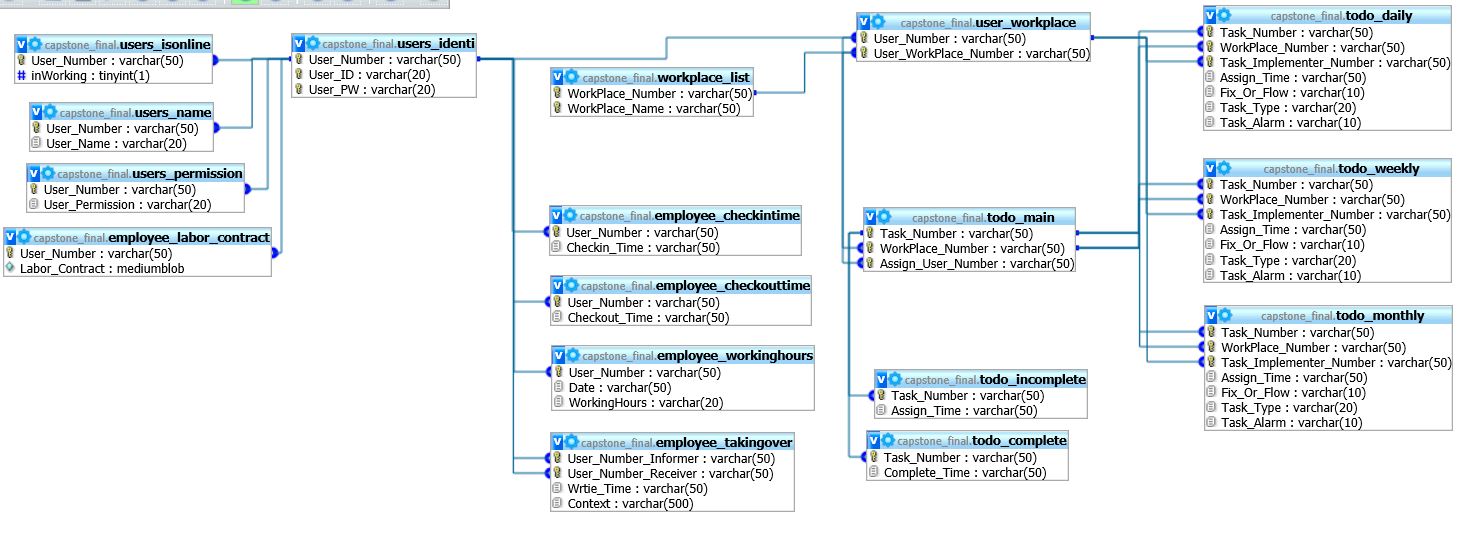 capstone_final.users_isonline
User_Number : varchar(50)
inWorking : tinyint(1)
capstone_final.users_name
User_Number : varchar(50)
User_Name : varchar(20)
capstone_final.users_permission
User_Number : varchar(50)
User_Permission : varchar(20)
capstone_final.employee_labor_contract
User_Number : varchar(50)
Labor_Contract : mediumblob
capstone_final.users_identi
User_Number : varchar(50)
User_ID : varchar(20)
User_PW : varchar(20)
capstone_final.workplace_list
WorkPlace_Number : varchar(50)
WorkPlace_Name : varchar(50)
capstone_final.employee_checkintime
User_Number : varchar(50)
Checkin_Time : varchar(50)
capstone_final.employee_checkouttime
User_Number : varchar(50)
Checkout_Time : varchar(50)
capstone_final.employee_workinghours
User_Number : varchar(50)
Date : varchar(50)
WorkingHours : varchar(20)
capstone_final.employee_takingover
User_Number_Informer : varchar(50)
User_Number_Receiver : varchar(50)
Wrtie_Time : varchar(50)
Context : varchar(500)
capstone_final.user_workplace
User_Number : varchar(50)
User_WorkPlace_Number : varchar(50)
capstone_final.todo_main
Task_Number : varchar(50)
WorkPlace_Number : varchar(50)
Assign_User_Number : varchar(50)
capstone_final.todo_incomplete
Task_Number : varchar(50)
Assign_Time : varchar(50)
capstone_final.todo_complete
Task_Number : varchar(50)
Complete_Time : varchar(50)
capstone_final.todo_daily
Task_Number : varchar(50)
WorkPlace_Number : varchar(50)
Task_Implementer_Number : varchar(50)
Assign_Time : varchar(50)
Fix_Or_Flow : varchar(10)
Task_Type : varchar(20)
Task_Alarm : varchar(10)
capstone_final.todo_weekly
Task_Number : varchar(50)
WorkPlace_Number : varchar(50)
Task_Implementer_Number : varchar(50)
Assign_Time : varchar(50)
Fix_Or_Flow : varchar(10)
Task_Type : varchar(20)
Task_Alarm : varchar(10)
capstone_final.todo_monthly
Task_Number : varchar(50)
WorkPlace_Number : varchar(50)
Task_Implementer_Number : varchar(50)
Assign_Time : varchar(50)
Fix_Or_Flow : varchar(10)
Task_Type : varchar(20)
Task_Alarm : varchar(10)